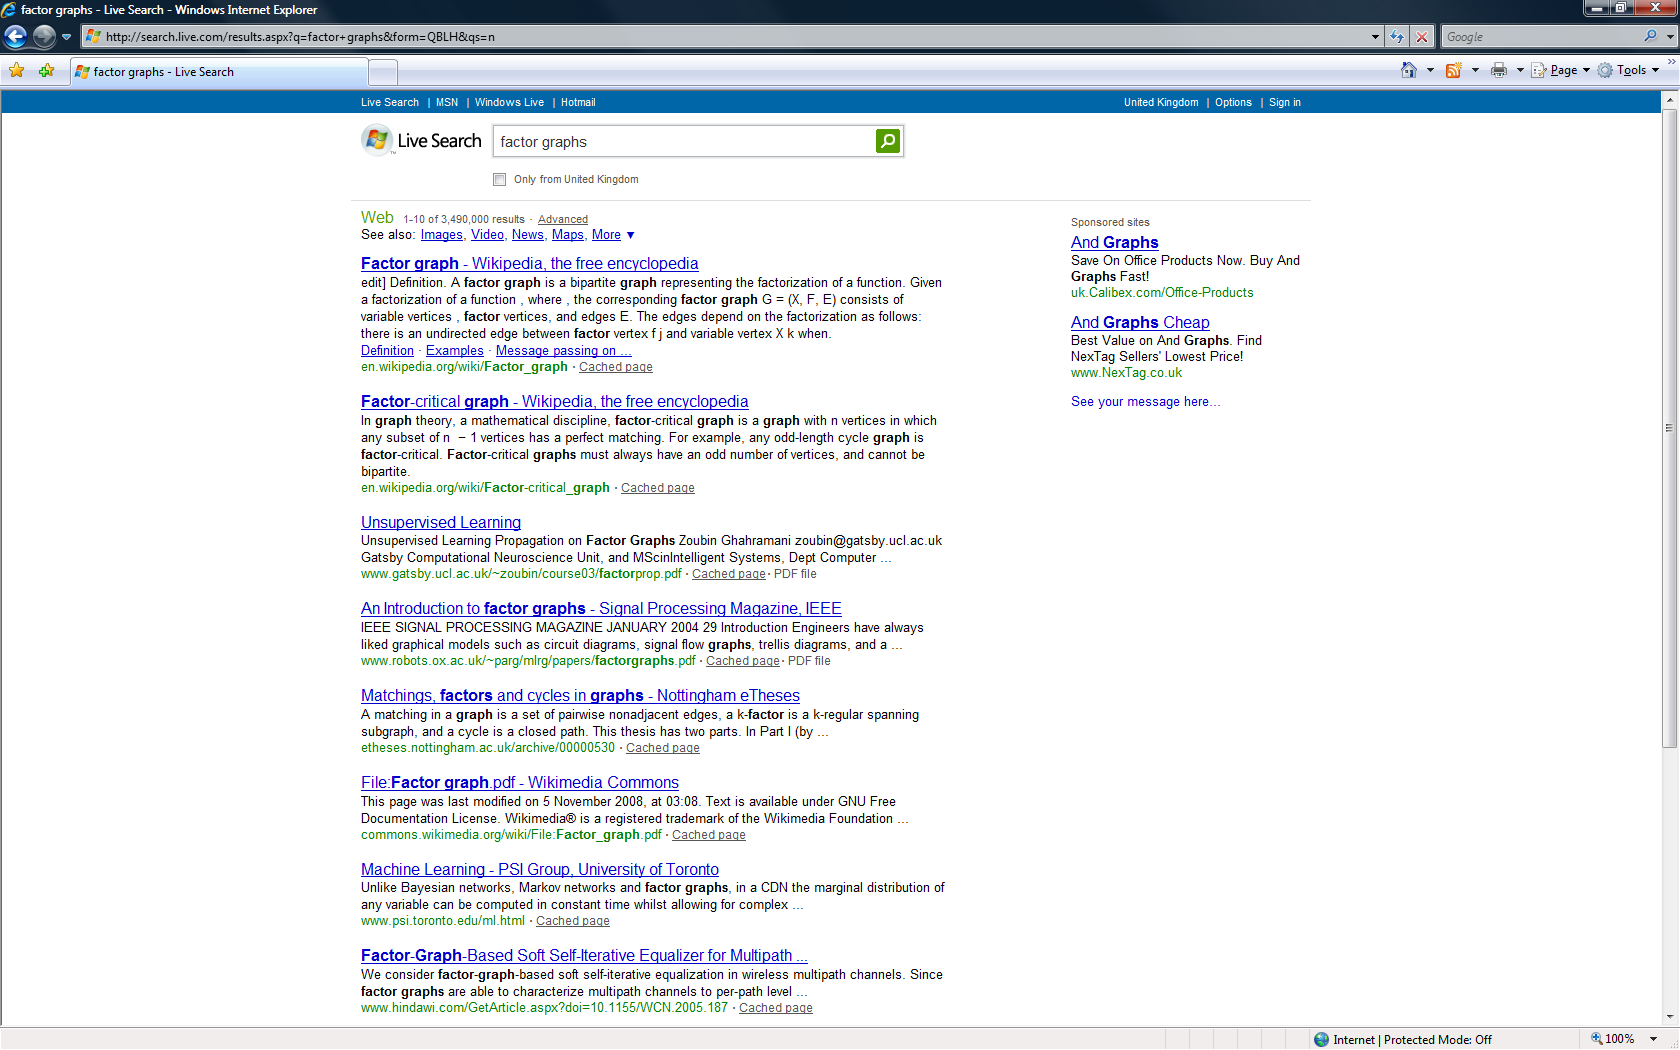 factor graphs - Live Search - Windows Internet Explorer
http://search.live.com/results.aspx?q=factor+graphs&form=QBLH&qs=n
Google
factor graphs - Live Search
Page Tools
Live Search | MSN | Windows Live | Hotmail
United Kingdom | Options | Sign in
Live Search
factor graphs
Only from United Kingdom
Web 1-10 of 3,490,000 results · Advanced
See also: Images, Video, News, Maps, More ▼
Factor graph - Wikipedia, the free encyclopedia
edit] Definition. A factor graph is a bipartite graph representing the factorization of a function. Given
a factorization of a function , where , the corresponding factor graph G = (X, F, E) consists of
variable vertices , factor vertices, and edges E. The edges depend on the factorization as follows:
there is an undirected edge between factor vertex f j and variable vertex X k when.
Definition · Examples · Message passing on ...
en.wikipedia.org/wiki/Factor_graph · Cached page
Factor-critical graph - Wikipedia, the free encyclopedia
In graph theory, a mathematical discipline, factor-critical graph is a graph with n vertices in which
any subset of n − 1 vertices has a perfect matching. For example, any odd-length cycle graph is
factor-critical. Factor-critical graphs must always have an odd number of vertices, and cannot be
bipartite.
en.wikipedia.org/wiki/Factor-critical_graph · Cached page
Unsupervised Learning
Unsupervised Learning Propagation on Factor Graphs Zoubin Ghahramani zoubin@gatsby.ucl.ac.uk
Gatsby Computational Neuroscience Unit, and MScinIntelligent Systems, Dept Computer ...
www.gatsby.ucl.ac.uk/~zoubin/course03/factorprop.pdf · Cached page · PDF file
An Introduction to factor graphs - Signal Processing Magazine, IEEE
IEEE SIGNAL PROCESSING MAGAZINE JANUARY 2004 29 Introduction Engineers have always
liked graphical models such as circuit diagrams, signal flow graphs, trellis diagrams, and a ...
www.robots.ox.ac.uk/~parg/mlrg/papers/factorgraphs.pdf · Cached page · PDF file
Matchings, factors and cycles in graphs - Nottingham eTheses
A matching in a graph is a set of pairwise nonadjacent edges, a k-factor is a k-regular spanning
subgraph, and a cycle is a closed path. This thesis has two parts. In Part I (by ...
etheses.nottingham.ac.uk/archive/00000530 · Cached page
File:Factor graph.pdf - Wikimedia Commons
This page was last modified on 5 November 2008, at 03:08. Text is available under GNU Free
Documentation License. Wikimedia® is a registered trademark of the Wikimedia Foundation ...
commons.wikimedia.org/wiki/File:Factor_graph.pdf · Cached page
Machine Learning - PSI Group, University of Toronto
Unlike Bayesian networks, Markov networks and factor graphs, in a CDN the marginal distribution of
any variable can be computed in constant time whilst allowing for complex ...
www.psi.toronto.edu/ml.html · Cached page
Factor-Graph-Based Soft Self-Iterative Equalizer for Multipath ...
We consider factor-graph-based soft self-iterative equalization in wireless multipath channels. Since
factor graphs are able to characterize multipath channels to per-path level ...
www.hindawi.com/GetArticle.aspx?doi=10.1155/WCN.2005.187 · Cached page
Sponsored sites
And Graphs
Save On Office Products Now. Buy And
Graphs Fast!
uk.Calibex.com/Office-Products
And Graphs Cheap
Best Value on And Graphs. Find
NexTag Sellers' Lowest Price!
www.NexTag.co.uk
See your message here...
Internet | Protected Mode: Off
100%